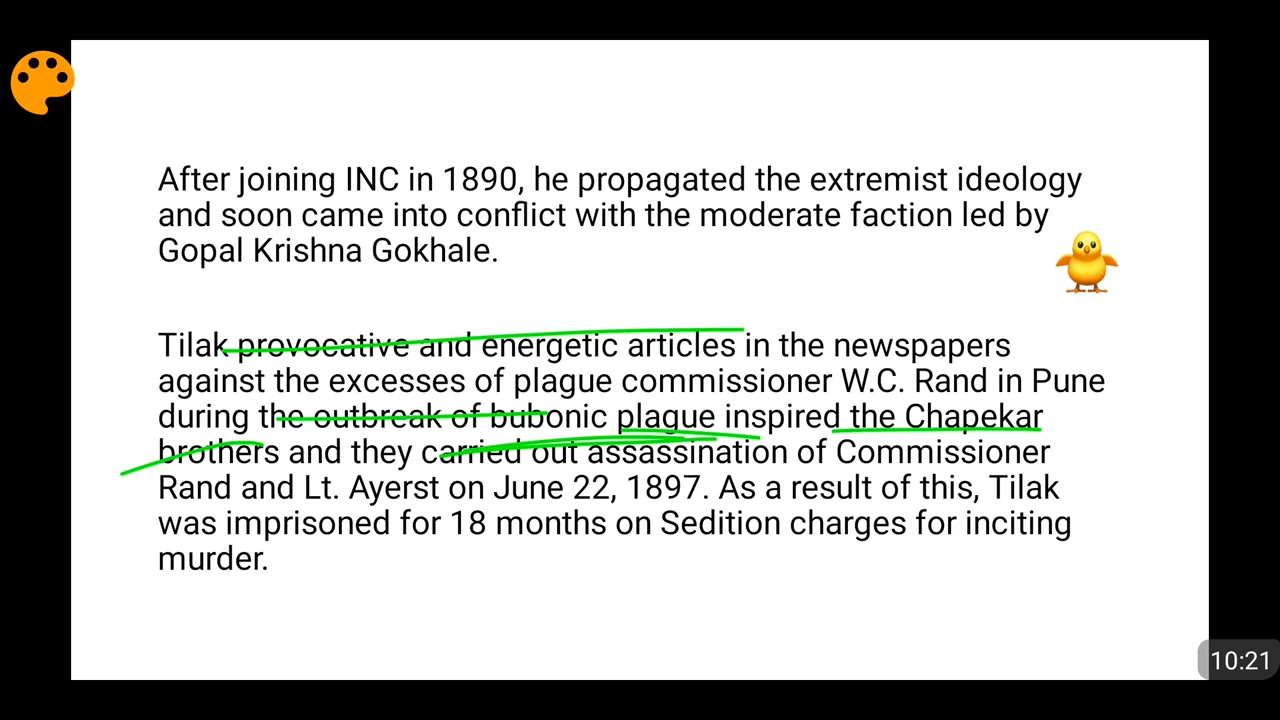 After joining INC in 1890, he propagated the extremist ideology
and soon came into conflict with the moderate faction led by
Gopal Krishna Gokhale.
Tilak provocative and energetic articles in the newspapers
against the excesses of plague commissioner W.C. Rand in Pune
during the outbreak of bubonic plague inspired the Chapekar
brothers and they carried out assassination of Commissioner
Rand and Lt. Ayerst on June 22, 1897. As a result of this, Tilak
was imprisoned for 18 months on Sedition charges for inciting
murder.
10:21